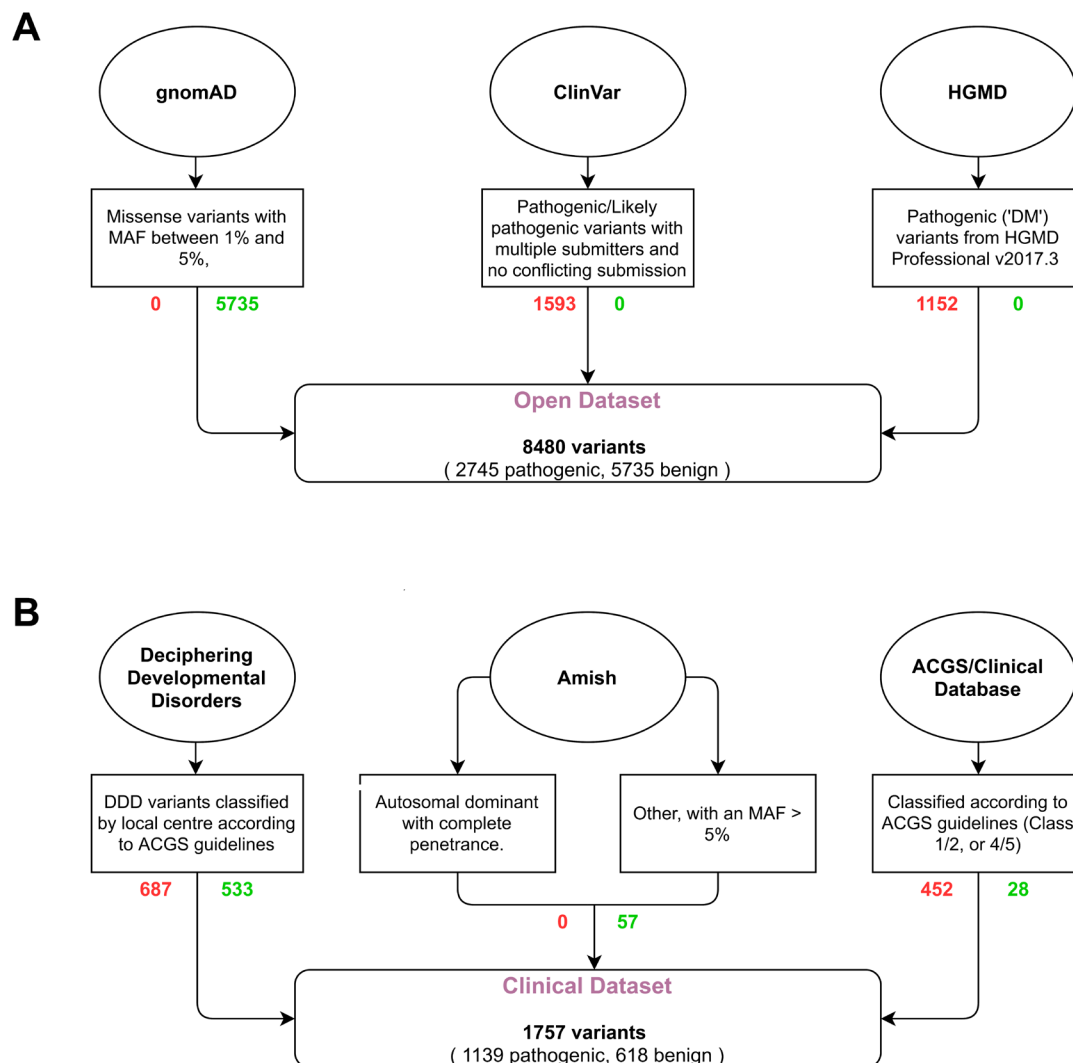 A
gnomAD
ClinVar
HGMD
Missense variants with
MAF between 1% and
5%,
Pathogenic/Likely
pathogenic variants with
multiple submitters and
no conflicting submission
Pathogenic ('DM')
variants from HGMD
Professional v2017.3
0 5735
1593 0
1152 0
Open Dataset
8480 variants
( 2745 pathogenic, 5735 benign )
B
Deciphering
Developmental
Disorders
Amish
ACGS/Clinical
Database
DDD variants classified
by local centre according
to ACGS guidelines
Autosomal dominant
with complete
penetrance.
Other, with an MAF >
5%
Classified according to
ACGS guidelines (Class
1/2, or 4/5)
687 533
0 57
452 28
Clinical Dataset
1757 variants
( 1139 pathogenic, 618 benign )